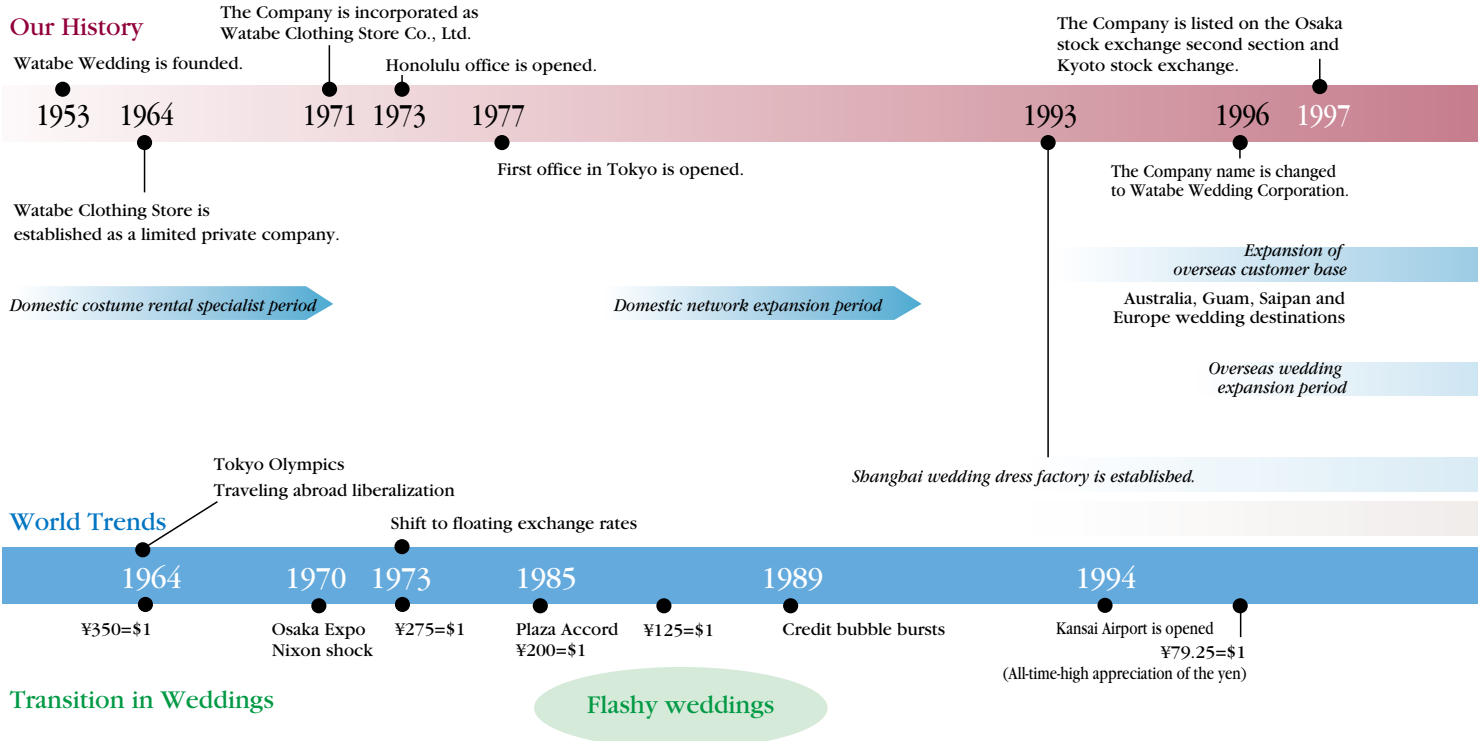 Our History
Watabe Wedding is founded.
The Company is incorporated as
Watabe Clothing Store Co., Ltd.
Honolulu office is opened.
The Company is listed on the Osaka
stock exchange second section and
Kyoto stock exchange.
1953 1964 1971 1973 1977 1993 1996 1997
Watabe Clothing Store is
established as a limited private company.
First office in Tokyo is opened.
The Company name is changed
to Watabe Wedding Corporation.
Domestic costume rental specialist period
Domestic network expansion period
Expansion of
overseas customer base
Australia, Guam, Saipan and
Europe wedding destinations
Overseas wedding
expansion period
Shanghai wedding dress factory is established.
World Trends
Tokyo Olympics
Traveling abroad liberalization
Shift to floating exchange rates
1964 1970 1973 1985 1989 1994
¥350=$1
Osaka Expo
Nixon shock
¥275=$1
Plaza Accord
¥200=$1
¥125=$1
Credit bubble bursts
Kansai Airport is opened
¥79.25=$1
(All-time-high appreciation of the yen)
Transition in Weddings
Flashy weddings